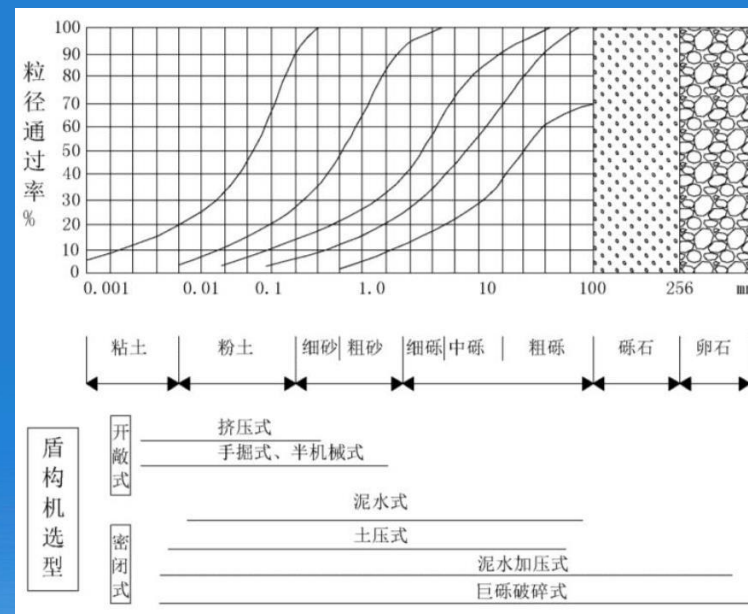 100
90
80
70
60
50
40
30
20
10
0
粒径通过率%
0.001 0.01 0.1 1.0 10 100 256 mm
粘土 粉土 细砂 粗砂 细砾 中砾 粗砾 砾石 卵石
盾构机选型
开敞式
挤压式
手掘式、半机械式
密闭式
泥水式
土压式
泥水加压式
巨砾破碎式